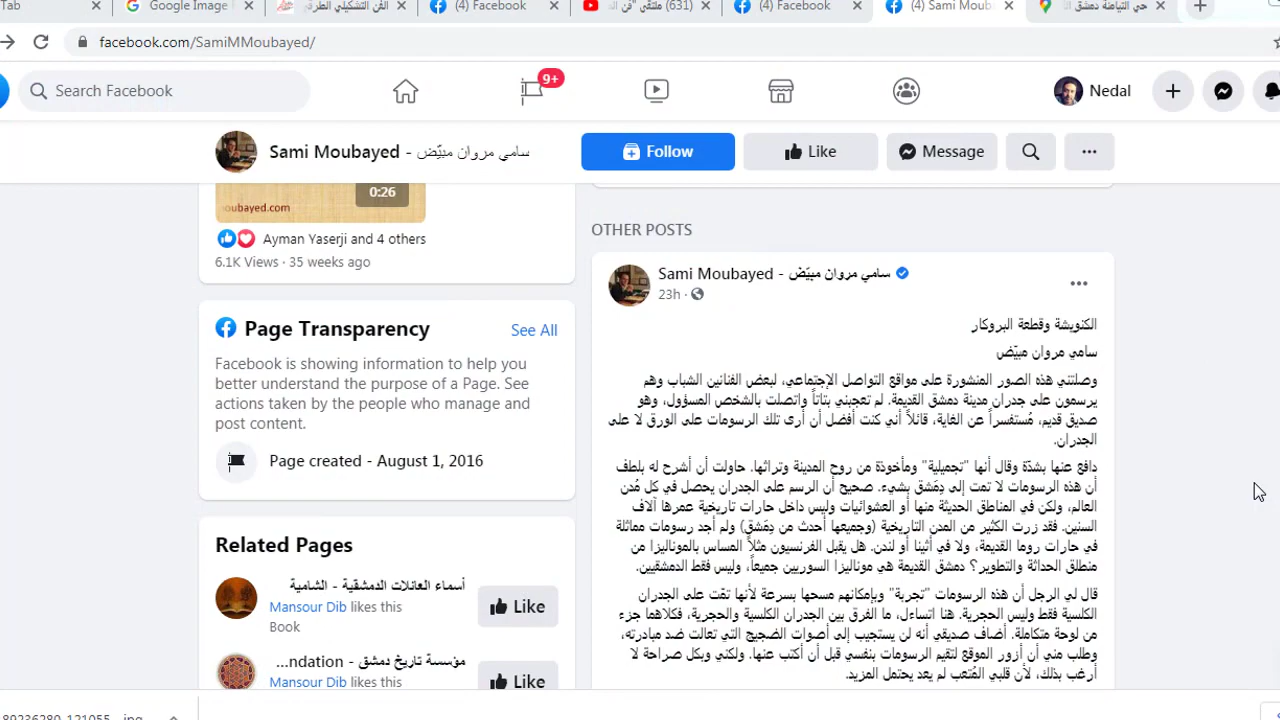 Tab
Google Image
الفن التشكيلي
(4) Facebook
(631) ملتقى "فن
(4) Facebook
(4) Sami Moub
حي التيامنة دمشق
facebook.com/SamiMMoubayed/
Search Facebook
9+
Nedal
Sami Moubayed - سامي مروان مبيّض
Follow
Like
Message
0:26
oubayed.com
Ayman Yaserji and 4 others
6.1K Views · 35 weeks ago
Page Transparency
See All
Facebook is showing information to help you
better understand the purpose of a Page. See
actions taken by the people who manage and
post content.
Page created - August 1, 2016
Related Pages
أسماء العائلات الدمشقية - الشامية
Mansour Dib likes this
Book
Like
مؤسسة تاريخ دمشق - ndation...
Mansour Dib likes this
Like
OTHER POSTS
Sami Moubayed - سامي مروان مبيّض
23h ·
الكنويشة وقطعة البروكار
سامي مروان مبيّض
وصلتني هذه الصور المنشورة على مواقع التواصل الإجتماعي، لبعض الفنانين الشباب وهم
يرسمون على جدران مدينة دمشق القديمة. لم تعجبني بتاتاً واتصلت بالشخص المسؤول، وهو
صديق قديم، مُستفسراً عن الغاية، قائلاً أني كنت أفضل أن أرى تلك الرسومات على الورق لا على
الجدران.
دافع عنها بشدّة وقال أنها "تجميلية" ومأخوذة من روح المدينة وتراثها. حاولت أن أشرح له بلطف
أن هذه الرسومات لا تمت إلى دِمَشق بشيء. صحيح أن الرسم على الجدران يحصل في كل مُدن
العالم، ولكن في المناطق الحديثة منها أو العشوائيات وليس داخل حارات تاريخية عمرها آلاف
السنين. فقد زرت الكثير من المدن التاريخية (وجميعها أحدث من دِمَشق) ولم أجد رسومات مماثلة
في حارات روما القديمة، ولا في أثينا أو لندن. هل يقبل الفرنسيون مثلاً المساس بالموناليزا من
منطلق الحداثة والتطوير؟ دمشق القديمة هي موناليزا السوريين جميعاً، وليس فقط الدمشقيين.
قال لي الرجل أن هذه الرسومات "تجربة" وبإمكانهم مسحها بسرعة لأنها تمّت على الجدران
الكلسية فقط وليس الحجرية. هنا اتساءل، ما الفرق بين الجدران الكلسية والحجرية، فكلاهما جزء
من لوحة متكاملة. أضاف صديقي أنه لن يستجيب إلى أصوات الضجيج التي تعالت ضد مبادرته،
وطلب مني أن أزور الموقع لتقيم الرسومات بنفسي قبل أن أكتب عنها. ولكني وبكل صراحة لا
أرغب بذلك، لأن قلبي المُتعب لم يعد يحتمل المزيد.